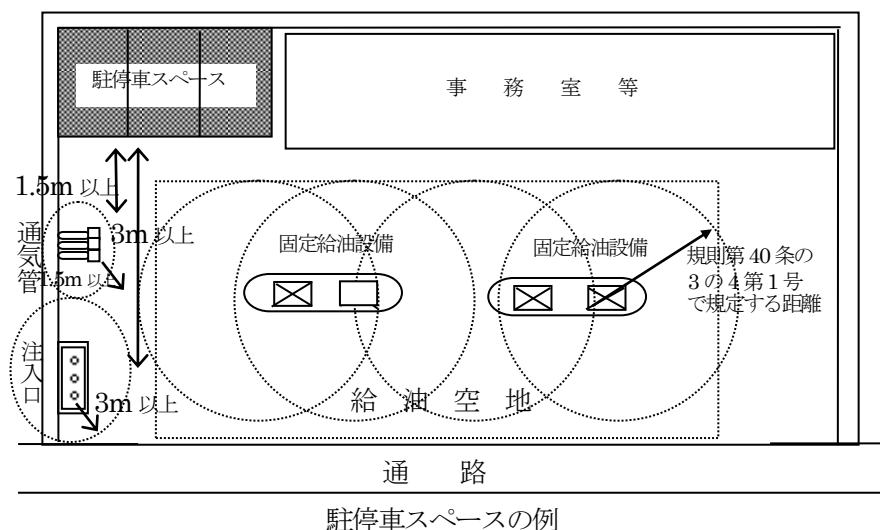 駐停車スペース
事務室等
1.5m 以上
通気管
3m 以上
1.5m 以上
固定給油設備
固定給油設備
規則第 40 条の
3 の 4 第 1 号
で規定する距離
注入口
3m 以上
給油空地
通路
駐停車スペースの例